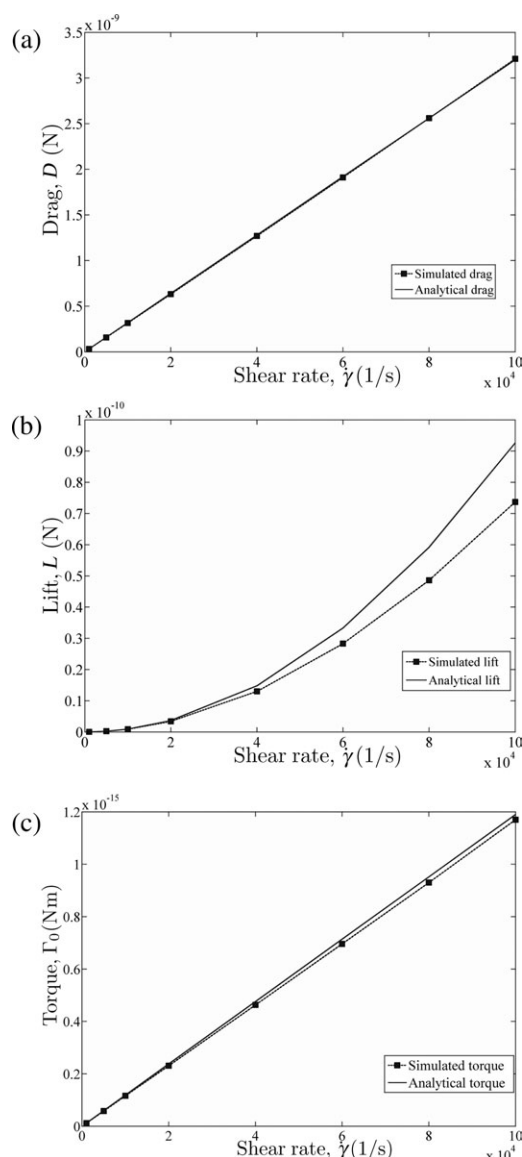 (a)
x 10^-9
3.5
3
2.5
2
1.5
1
0.5
0
Drag, D (N)
Simulated drag
Analytical drag
0 2 4 6 8 10
Shear rate, γ̇ (1/s)
x 10^4
(b)
x 10^-10
1
0.9
0.8
0.7
0.6
0.5
0.4
0.3
0.2
0.1
0
Lift, L (N)
Simulated lift
Analytical lift
0 2 4 6 8 10
Shear rate, γ̇ (1/s)
x 10^4
(c)
x 10^-15
1.2
1
0.8
0.6
0.4
0.2
0
Torque, Γ0 (Nm)
Simulated torque
Analytical torque
0 2 4 6 8 10
Shear rate, γ̇ (1/s)
x 10^4